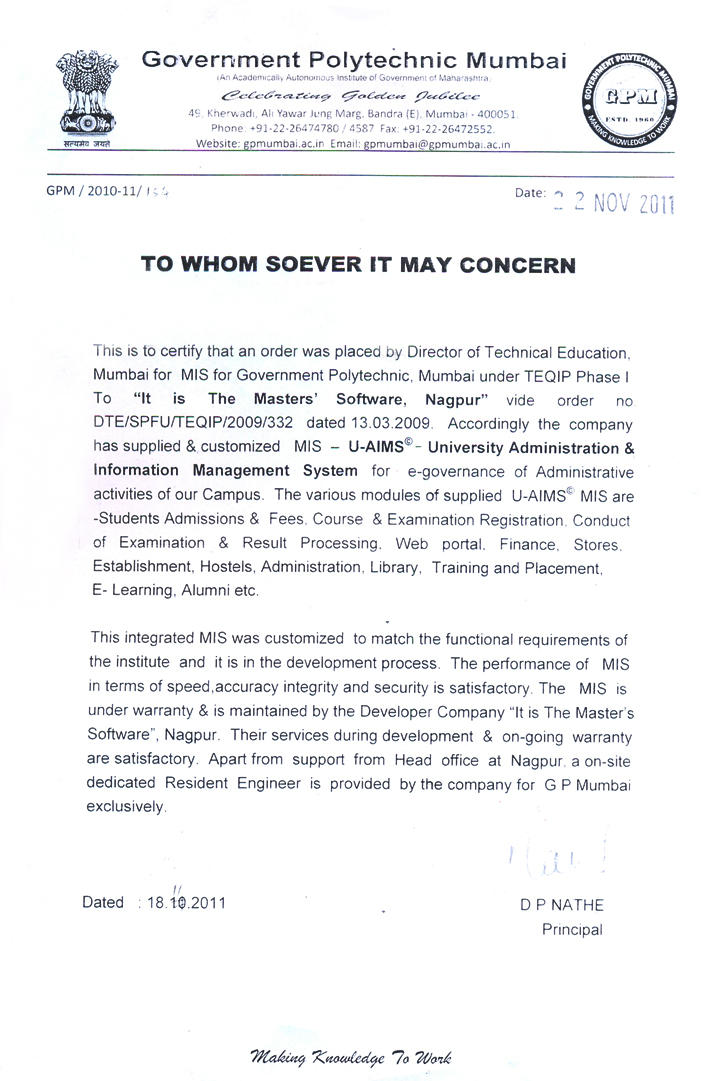 Government Polytechnic Mumbai
(An Academically Autonomous Institute of Government of Maharashtra)
Celebrating Golden Jubilee
49, Kherwadi, Ali Yawar Jung Marg, Bandra (E), Mumbai - 400051.
Phone: +91-22-26474780 / 4587 Fax: +91-22-26472552.
Website: gpmumbai.ac.in Email: gpmumbai@gpmumbai.ac.in
सत्यमेव जयते
GOVERNMENT POLYTECHNIC MUMBAI
GPM
ESTD. 1960
MAKING KNOWLEDGE TO WORK
GPM / 2010-11/
Date: 22 NOV 2011
TO WHOM SOEVER IT MAY CONCERN
This is to certify that an order was placed by Director of Technical Education,
Mumbai for MIS for Government Polytechnic, Mumbai under TEQIP Phase I
To “It is The Masters’ Software, Nagpur” vide order no
DTE/SPFU/TEQIP/2009/332 dated 13.03.2009. Accordingly the company
has supplied & customized MIS – U-AIMS©– University Administration &
Information Management System for e-governance of Administrative
activities of our Campus. The various modules of supplied U-AIMS© MIS are
-Students Admissions & Fees, Course & Examination Registration, Conduct
of Examination & Result Processing, Web portal, Finance, Stores,
Establishment, Hostels, Administration, Library, Training and Placement,
E- Learning, Alumni etc.
This integrated MIS was customized to match the functional requirements of
the institute and it is in the development process. The performance of MIS
in terms of speed,accuracy integrity and security is satisfactory. The MIS is
under warranty & is maintained by the Developer Company “It is The Master’s
Software”, Nagpur. Their services during development & on-going warranty
are satisfactory. Apart from support from Head office at Nagpur, a on-site
dedicated Resident Engineer is provided by the company for G P Mumbai
exclusively.
Dated : 18.10.2011
11
D P NATHE
Principal
Making Knowledge To Work